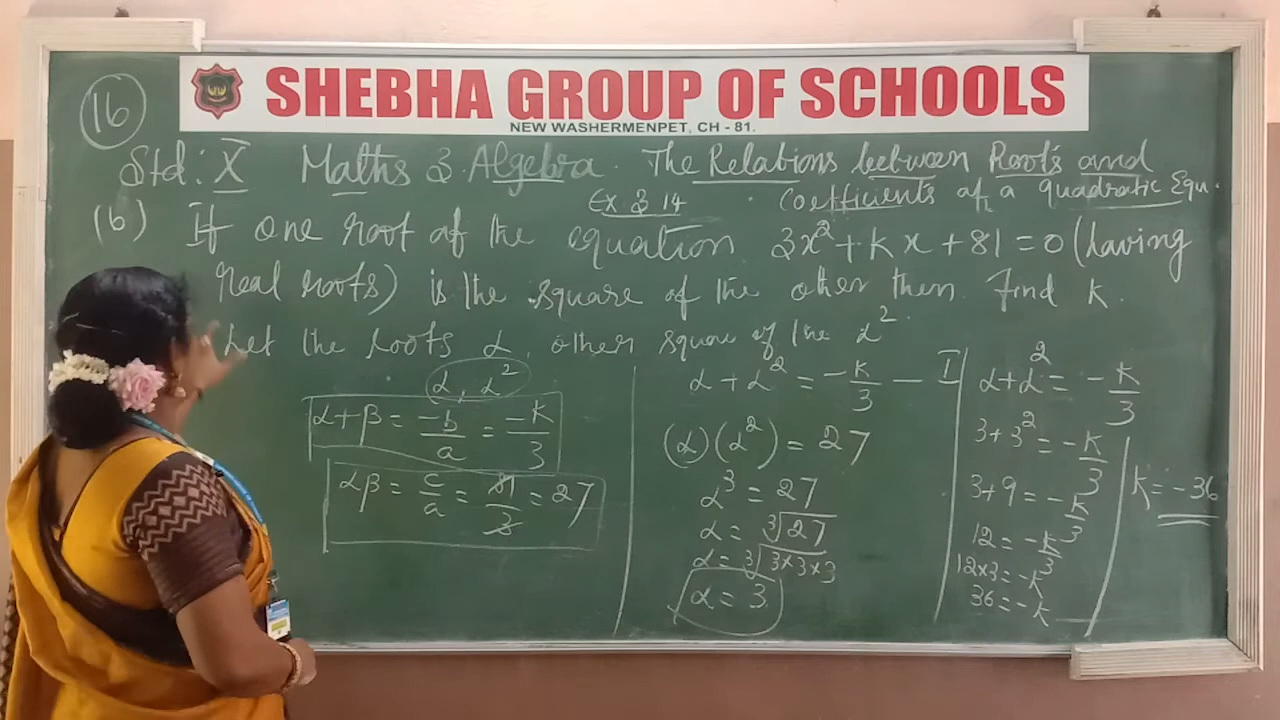 SHEBHA GROUP OF SCHOOLS
NEW WASHERMENPET, CH - 81.
16
Std: X Maths 3 Algebra. The Relations between Roots and
Ex 3.14 . Coefficients of a quadratic Equ.
(6) If one root of the equation 3x² + kx + 81 = 0 (having
real roots) is the square of the other then find k.
Let the roots α, other square of the α²
α, α²
α+β = -b/a = -k/3
αβ = c/a = 81/3 = 27
α + α² = -k/3 — I
(α)(α²) = 27
α³ = 27
α = ³√27
α = ³√3×3×3
α = 3
α+α² = -k/3
3+3² = -k/3
3+9 = -k/3
12 = -k/3
12×3 = -k
36 = -k
k = -36